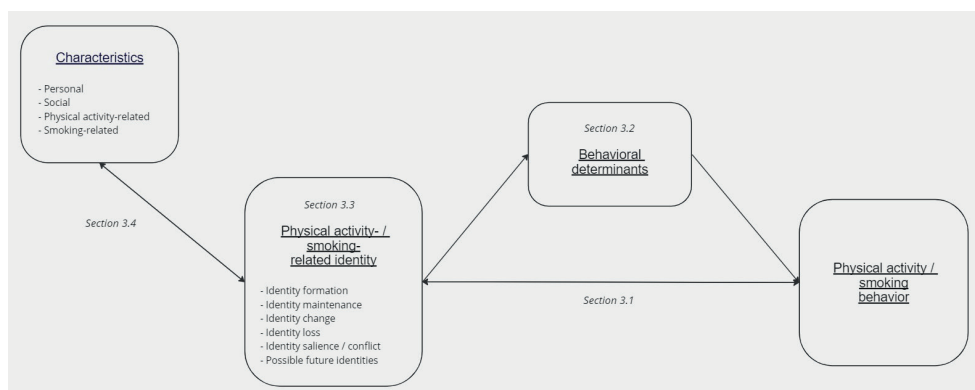 Characteristics
- Personal
- Social
- Physical activity-related
- Smoking-related
Section 3.4
Section 3.3
Physical activity- /
smoking-
related identity
- Identity formation
- Identity maintenance
- Identity change
- Identity loss
- Identity salience / conflict
- Possible future identities
Section 3.2
Behavioral
determinants
Section 3.1
Physical activity /
smoking
behavior